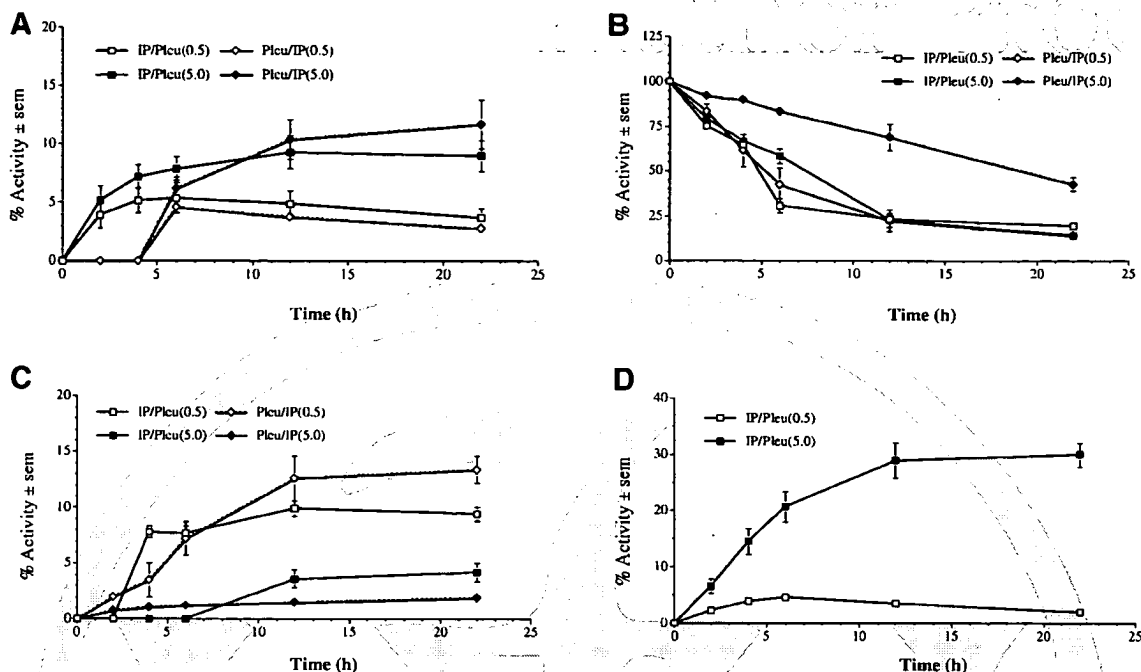 A
20
15
10
5
0
0 5 10 15 20 25
% Activity ± sem
Time (h)
IP/Pleu(0.5) Pleu/IP(0.5)
IP/Pleu(5.0) Pleu/IP(5.0)
B
125
100
75
50
25
0
0 5 10 15 20 25
% Activity ± sem
Time (h)
IP/Pleu(0.5) Pleu/IP(0.5)
IP/Pleu(5.0) Pleu/IP(5.0)
C
20
15
10
5
0
0 5 10 15 20 25
% Activity ± sem
Time (h)
IP/Pleu(0.5) Pleu/IP(0.5)
IP/Pleu(5.0) Pleu/IP(5.0)
D
40
30
20
10
0
0 5 10 15 20 25
% Activity ± sem
Time (h)
IP/Pleu(0.5)
IP/Pleu(5.0)